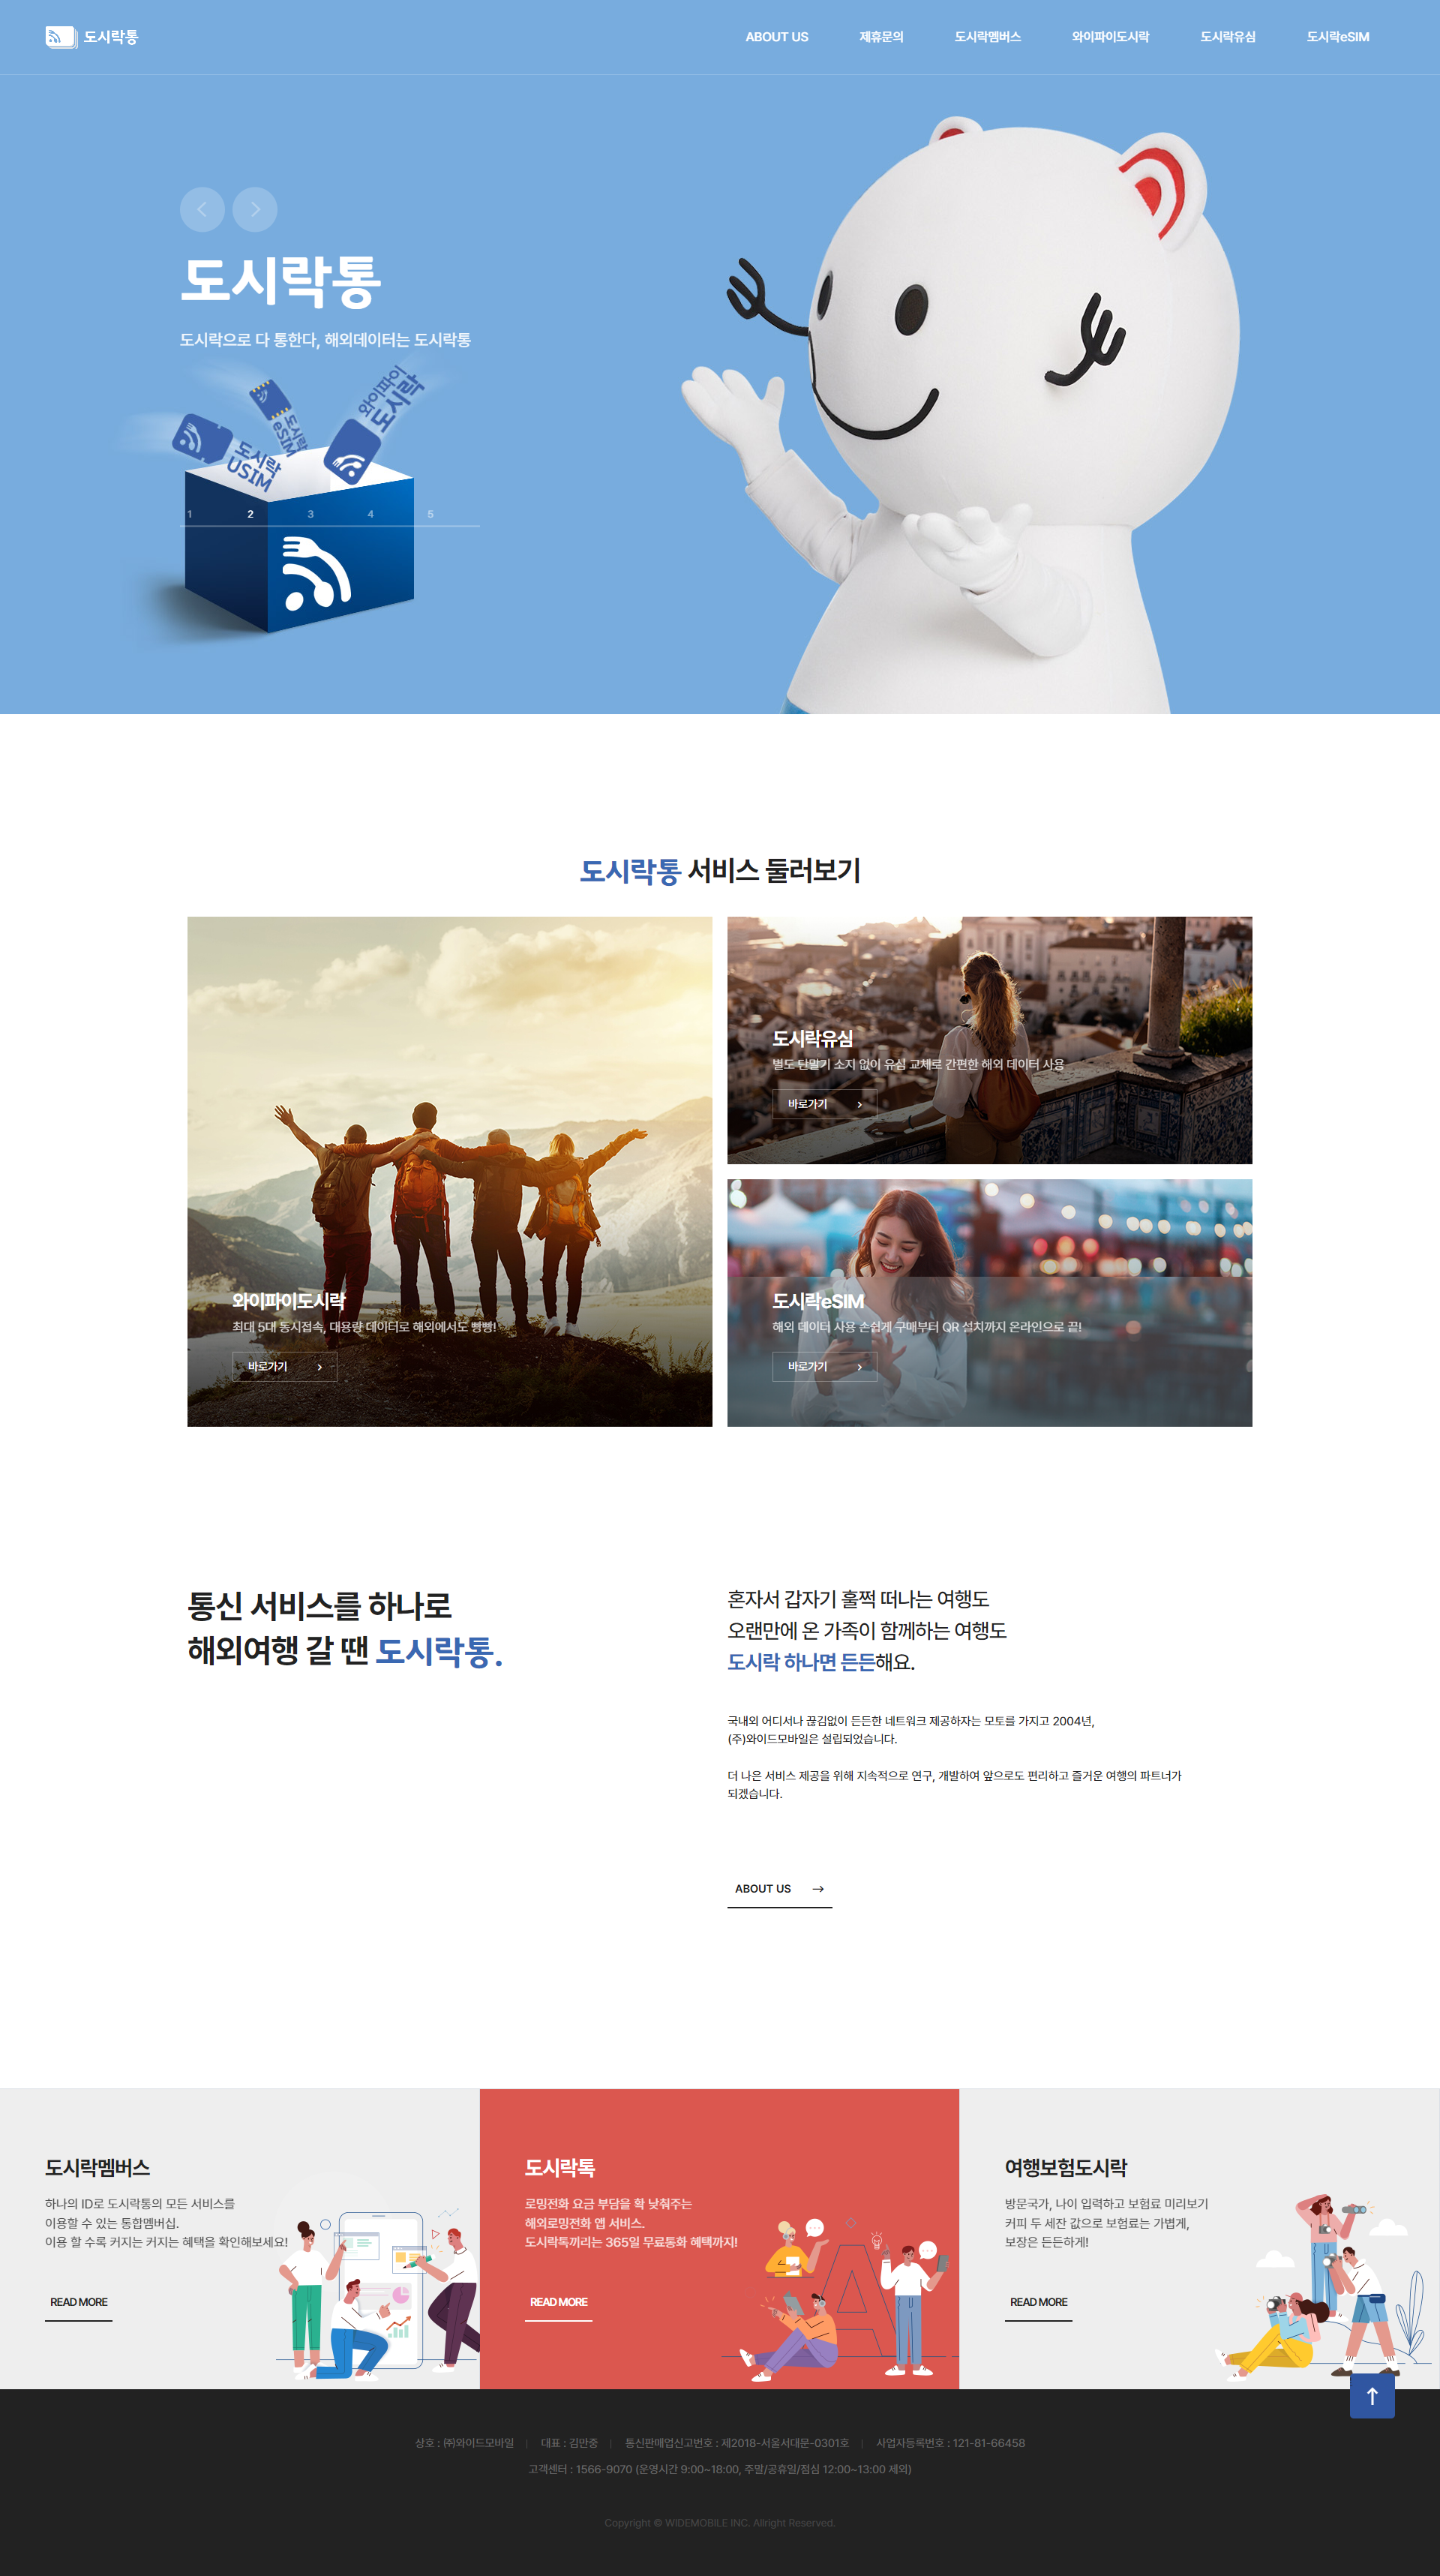 도시락통
ABOUT US
제휴문의
도시락멤버스
와이파이도시락
도시락유심
도시락eSIM
도시락통
도시락으로 다 통한다, 해외데이터는 도시락통
도시락
eSIM
와이파이
도시락
도시락
USIM
1 2 3 4 5
도시락통 서비스 둘러보기
와이파이도시락
최대 5대 동시접속, 대용량 데이터로 해외에서도 빵빵!
바로가기
도시락유심
별도 단말기 소지 없이 유심 교체로 간편한 해외 데이터 사용
바로가기
도시락eSIM
해외 데이터 사용 손쉽게 구매부터 QR 설치까지 온라인으로 끝!
바로가기
통신 서비스를 하나로
해외여행 갈 땐 도시락통.
혼자서 갑자기 훌쩍 떠나는 여행도
오랜만에 온 가족이 함께하는 여행도
도시락 하나면 든든해요.
국내외 어디서나 끊김없이 든든한 네트워크 제공하자는 모토를 가지고 2004년,
(주)와이드모바일은 설립되었습니다.
더 나은 서비스 제공을 위해 지속적으로 연구, 개발하여 앞으로도 편리하고 즐거운 여행의 파트너가
되겠습니다.
ABOUT US
도시락멤버스
하나의 ID로 도시락통의 모든 서비스를
이용할 수 있는 통합멤버십.
이용 할 수록 커지는 커지는 혜택을 확인해보세요!
READ MORE
도시락톡
로밍전화 요금 부담을 확 낮춰주는
해외로밍전화 앱 서비스.
도시락톡끼리는 365일 무료통화 혜택까지!
READ MORE
여행보험도시락
방문국가, 나이 입력하고 보험료 미리보기
커피 두 세잔 값으로 보험료는 가볍게,
보장은 든든하게!
READ MORE
상호 : ㈜와이드모바일 | 대표 : 김만중 | 통신판매업신고번호 : 제2018-서울서대문-0301호 | 사업자등록번호 : 121-81-66458
고객센터 : 1566-9070 (운영시간 9:00~18:00, 주말/공휴일/점심 12:00~13:00 제외)
Copyright © WIDEMOBILE INC. Allright Reserved.